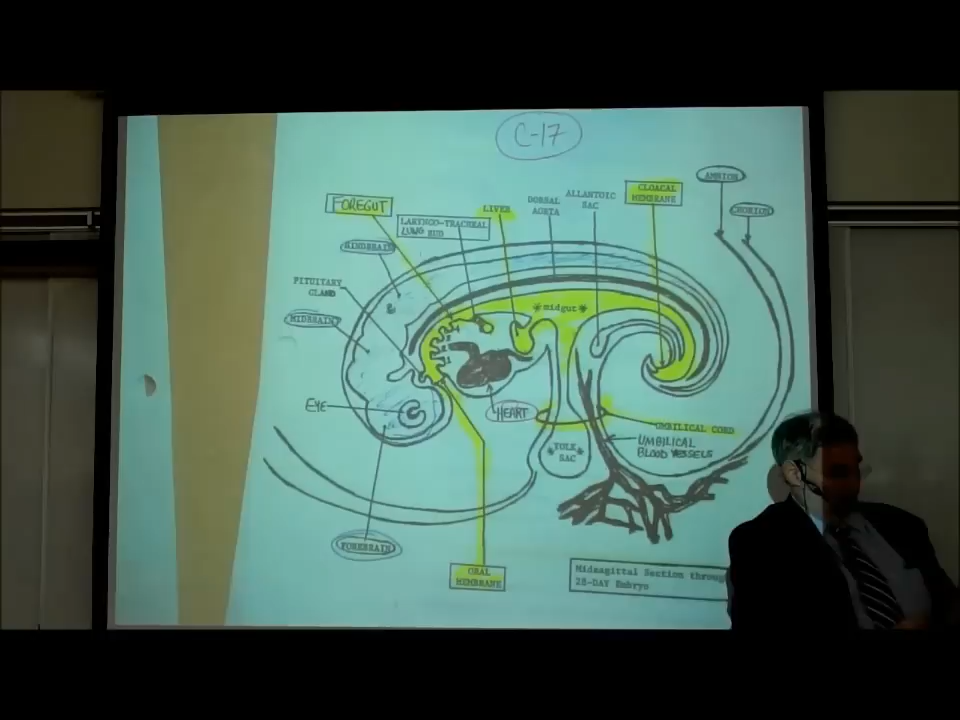 C-17
AMNION
CHORION
CLOACAL
MEMBRANE
ALLANTOIC
SAC
DORSAL
AORTA
LIVER
FOREGUT
LARYNGO-TRACHEAL
LUNG BUD
HINDBRAIN
PITUITARY
GLAND
MIDBRAIN
*midgut*
EYE
HEART
UMBILICAL CORD
UMBILICAL
BLOOD VESSELS
*YOLK*
SAC
FOREBRAIN
ORAL
MEMBRANE
Midsagittal Section throug
28-DAY Embryo